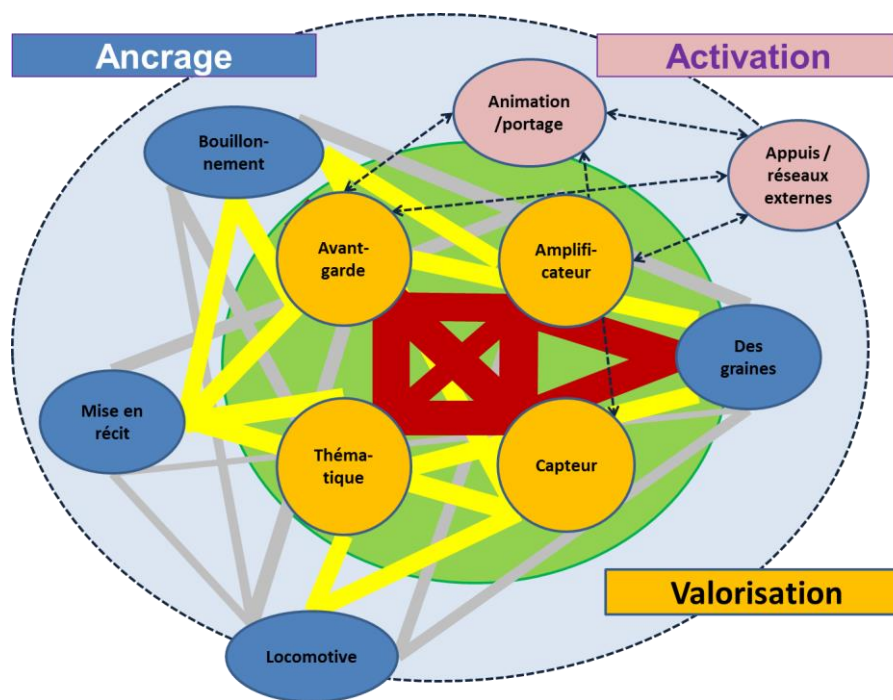 Ancrage
Activation
Animation
/portage
Bouillon-
nement
Appuis /
réseaux
externes
Avant-
garde
Amplifi-
cateur
Des
graines
Mise en
récit
Théma-
tique
Capteur
Valorisation
Locomotive